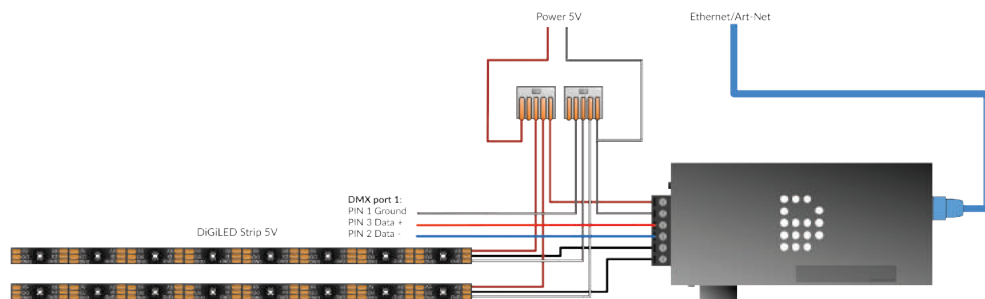 Power 5V
Ethernet/Art-Net
DMX port 1:
PIN 1 Ground
PIN 3 Data +
PIN 2 Data -
DiGiLED Strip 5V